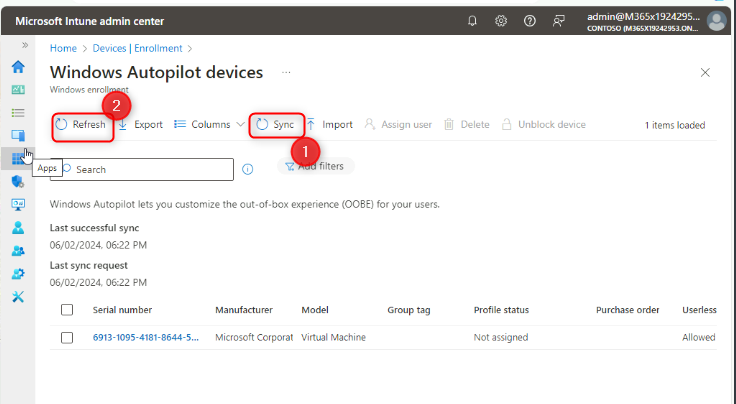 Microsoft Intune admin center
admin@M365x1924295...
CONTOSO (M365X1924953.ON...
Home > Devices | Enrollment >
Windows Autopilot devices ...
Windows enrollment
2
Refresh Export Columns Sync Import Assign user Delete Unblock device 1 items loaded
1
Apps
Search
Add filters
Windows Autopilot lets you customize the out-of-box experience (OOBE) for your users.
Last successful sync
06/02/2024, 06:22 PM
Last sync request
06/02/2024, 06:22 PM
Serial number Manufacturer Model Group tag Profile status Purchase order Userless
6913-1095-4181-8644-5... Microsoft Corporat Virtual Machine Not assigned Allowed